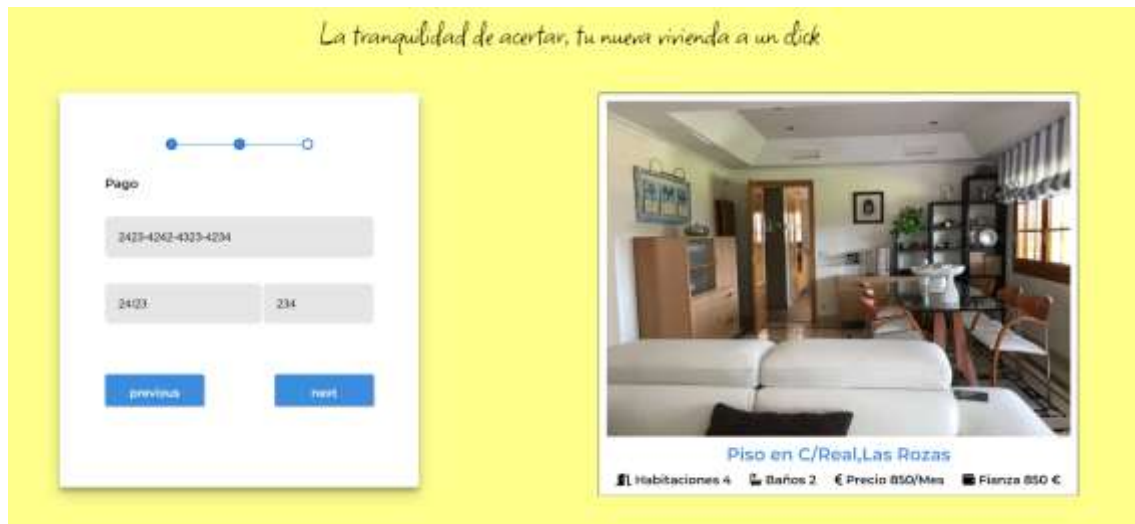 La tranquilidad de acertar, tu nueva vivienda a un click
Pago
2423-4242-4323-4234
24/23 234
previous next
Piso en C/Real,Las Rozas
Habitaciones 4 Baños 2 € Precio 850/Mes Fianza 850 €